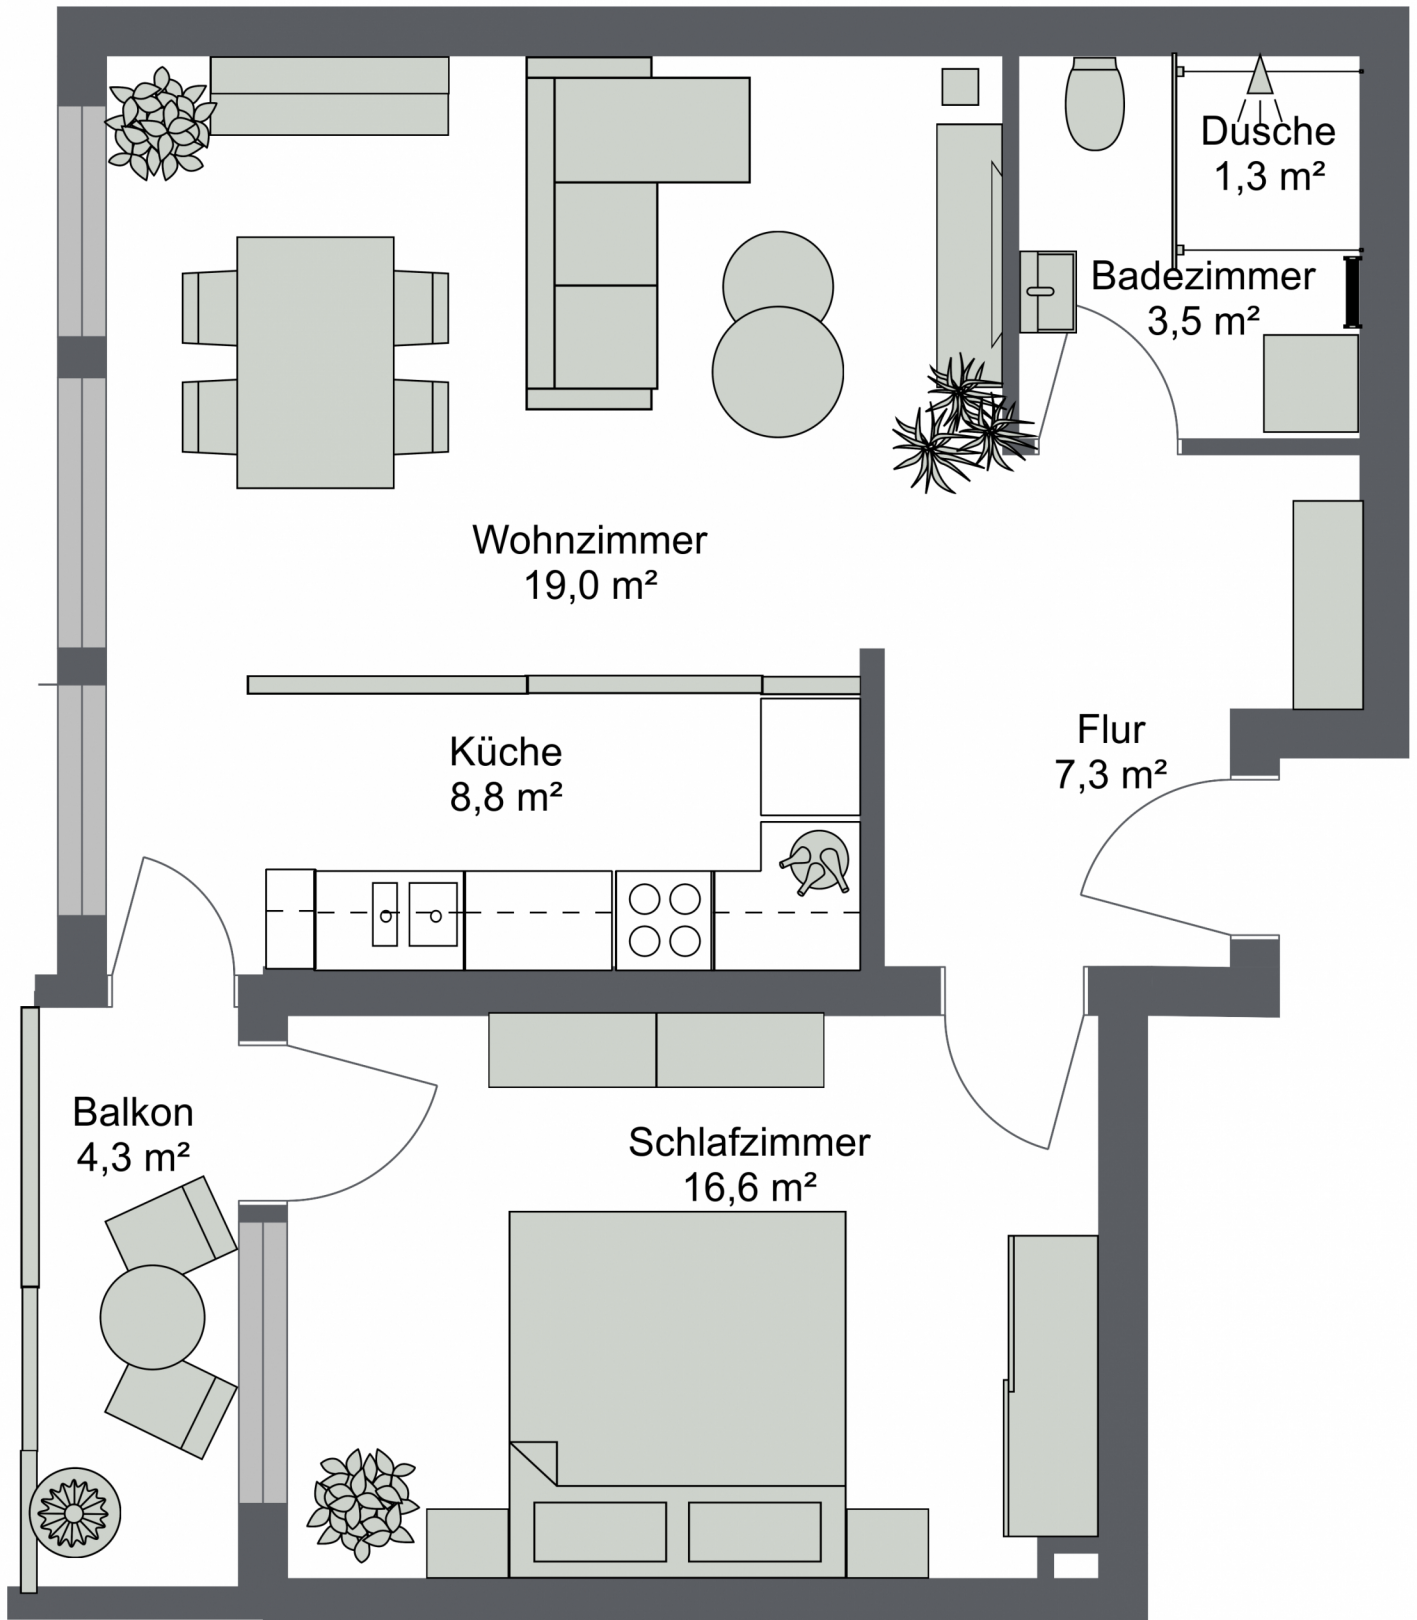 Dusche
1,3 m²
Badezimmer
3,5 m²
Wohnzimmer
19,0 m²
Küche
8,8 m²
Flur
7,3 m²
Balkon
4,3 m²
Schlafzimmer
16,6 m²